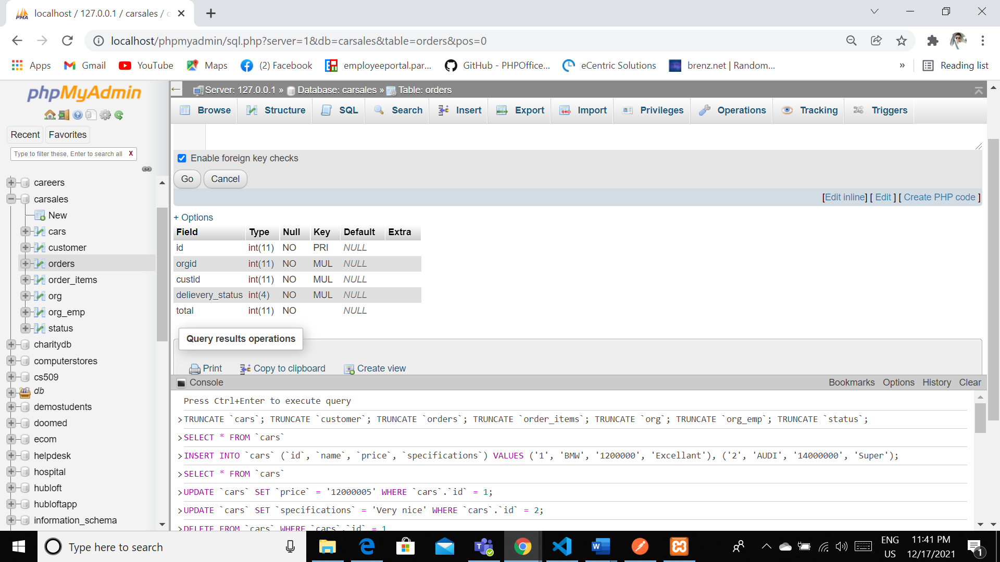 localhost / 127.0.0.1 / carsales /
localhost/phpmyadmin/sql.php?server=1&db=carsales&table=orders&pos=0
Apps Gmail YouTube Maps (2) Facebook employeeportal.par... GitHub - PHPOffice... eCentric Solutions brenz.net | Random... » Reading list
phpMyAdmin
Recent Favorites
Type to filter these, Enter to search all X
careers
carsales
New
cars
customer
orders
order_items
org
org_emp
status
charitydb
computerstores
cs509
db
demostudents
doomed
ecom
helpdesk
hospital
hubloft
hubloftapp
information_schema
Server: 127.0.0.1 » Database: carsales » Table: orders
Browse Structure SQL Search Insert Export Import Privileges Operations Tracking Triggers
Enable foreign key checks
Go Cancel
[Edit inline] [ Edit ] [ Create PHP code ]
+ Options
Field Type Null Key Default Extra
id int(11) NO PRI NULL
orgid int(11) NO MUL NULL
custid int(11) NO MUL NULL
delievery_status int(4) NO MUL NULL
total int(11) NO NULL
Query results operations
Print Copy to clipboard Create view
Console Bookmarks Options History Clear
Press Ctrl+Enter to execute query
>TRUNCATE `cars`; TRUNCATE `customer`; TRUNCATE `orders`; TRUNCATE `order_items`; TRUNCATE `org`; TRUNCATE `org_emp`; TRUNCATE `status`;
>SELECT * FROM `cars`
>INSERT INTO `cars` (`id`, `name`, `price`, `specifications`) VALUES ('1', 'BMW', '1200000', 'Excellant'), ('2', 'AUDI', '14000000', 'Super');
>SELECT * FROM `cars`
>UPDATE `cars` SET `price` = '12000005' WHERE `cars`.`id` = 1;
>UPDATE `cars` SET `specifications` = 'Very nice' WHERE `cars`.`id` = 2;
>DELETE FROM `cars` WHERE `cars`.`id` = 1
Type here to search
ENG
US
11:41 PM
12/17/2021
1